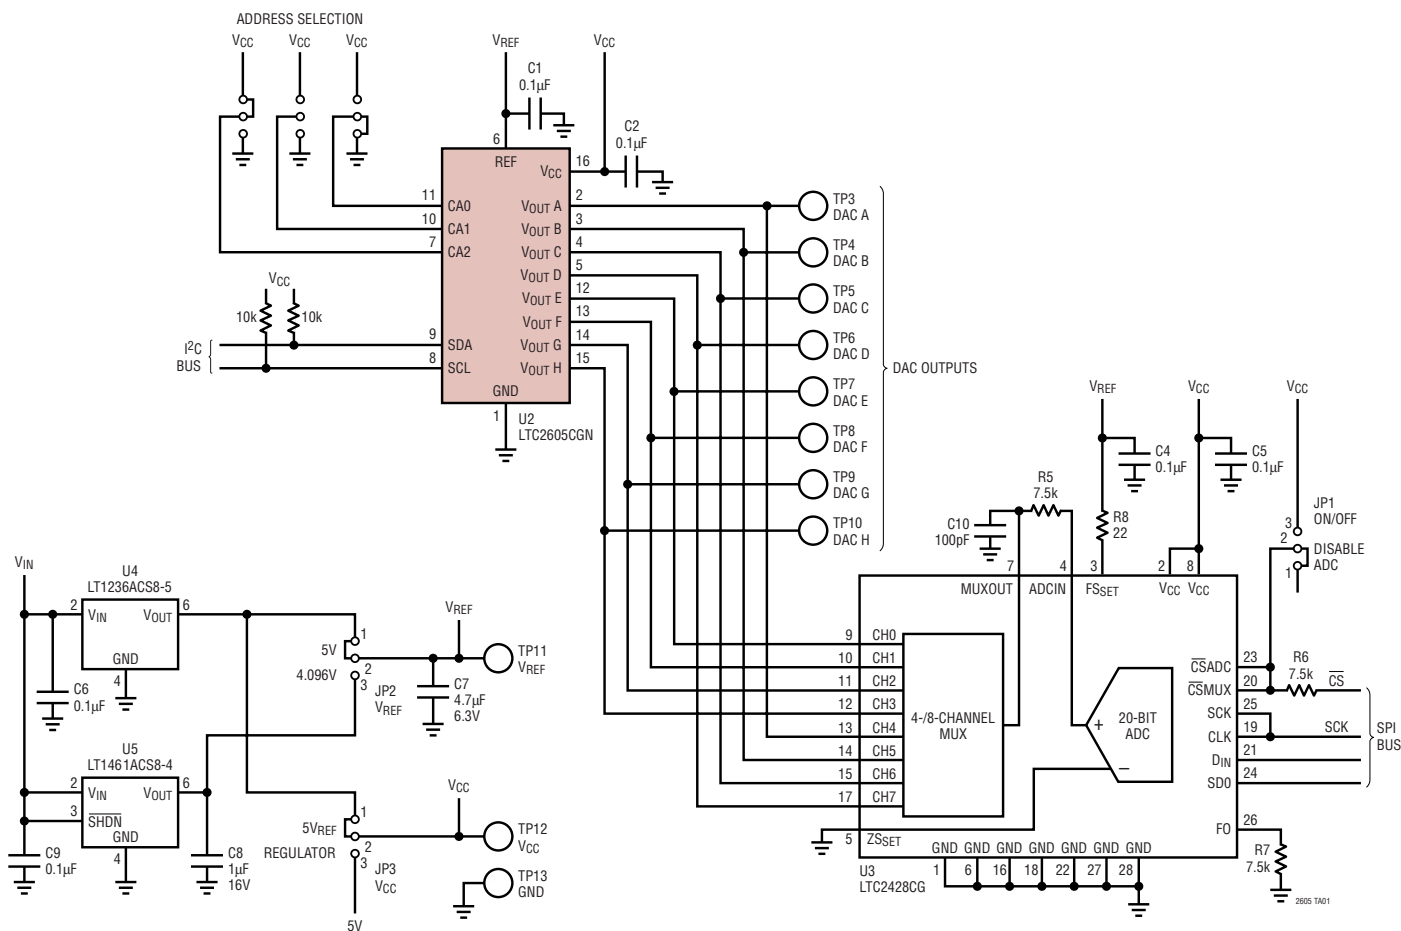 ADDRESS SELECTION
VCC
VCC
VCC
VREF
VCC
C1
0.1µF
C2
0.1µF
6
REF
16
VCC
11
CA0
10
CA1
7
CA2
VOUT A
2
VOUT B
3
VOUT C
4
VOUT D
5
VOUT E
12
VOUT F
13
VOUT G
14
VOUT H
15
VCC
10k
10k
I2C
BUS
9
SDA
8
SCL
GND
1
U2
LTC2605CGN
TP3
DAC A
TP4
DAC B
TP5
DAC C
TP6
DAC D
TP7
DAC E
TP8
DAC F
TP9
DAC G
TP10
DAC H
DAC OUTPUTS
VREF
VCC
VCC
C4
0.1µF
C5
0.1µF
R5
7.5k
R8
22
C10
100pF
JP1
ON/OFF
3
2
1
DISABLE
ADC
7
4
3
2
8
MUXOUT
ADCIN
FSSET
VCC
VCC
9
CH0
10
CH1
11
CH2
12
CH3
13
CH4
14
CH5
15
CH6
17
CH7
4-/8-CHANNEL
MUX
+
–
20-BIT
ADC
CSADC
23
CSMUX
20
SCK
25
CLK
19
DIN
21
SD0
24
FO
26
R6
7.5k
CS
SCK
SPI
BUS
R7
7.5k
5
ZSSET
GND
GND
GND
GND
GND
GND
GND
1
6
16
18
22
27
28
U3
LTC2428CG
2605 TA01
VIN
U4
LT1236ACS8-5
2
VIN
VOUT
6
GND
4
C6
0.1µF
U5
LT1461ACS8-4
2
VIN
VOUT
6
3
SHDN
GND
4
C9
0.1µF
C8
1µF
16V
5V
4.096V
1
2
3
JP2
VREF
VREF
C7
4.7µF
6.3V
TP11
VREF
5VREF
REGULATOR
1
2
3
JP3
VCC
5V
VCC
TP12
VCC
TP13
GND